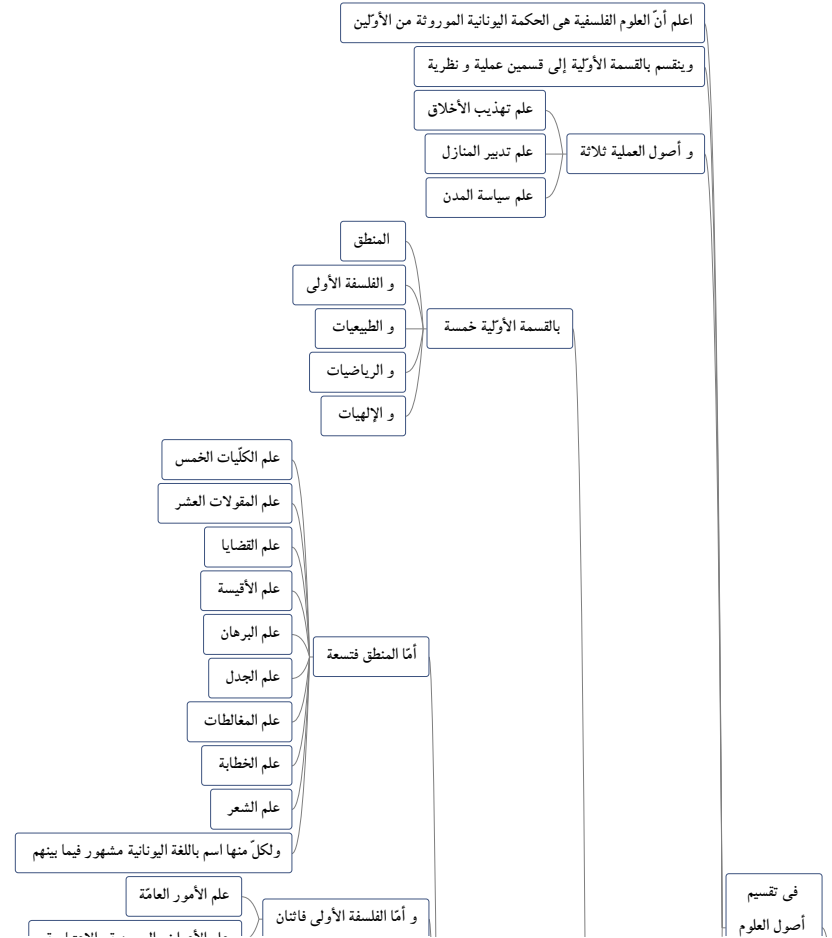 اعلم أنّ العلوم الفلسفية هى الحكمة اليونانية الموروثة من الأوّلين
وينقسم بالقسمة الأوّلية إلى قسمين عملية و نظرية
و أصول العملية ثلاثة
علم تهذيب الأخلاق
علم تدبير المنازل
علم سياسة المدن
بالقسمة الأوّلية خمسة
المنطق
و الفلسفة الأولى
و الطبيعيات
و الرياضيات
و الإلهيات
أمّا المنطق فتسعة
علم الكلّيات الخمس
علم المقولات العشر
علم القضايا
علم الأقيسة
علم البرهان
علم الجدل
علم المغالطات
علم الخطابة
علم الشعر
ولكلّ منها اسم باللغة اليونانية مشهور فيما بينهم
و أمّا الفلسفة الأولى فاثنان
علم الأمور العامّة
فى تقسيم
أصول العلوم